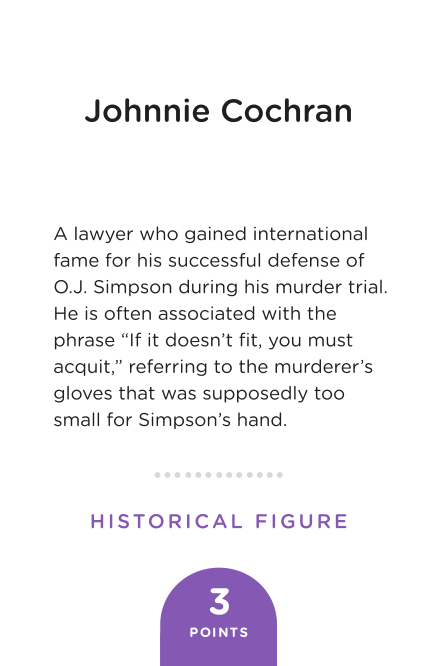 Johnnie Cochran
A lawyer who gained international
fame for his successful defense of
O.J. Simpson during his murder trial.
He is often associated with the
phrase “If it doesn’t fit, you must
acquit,” referring to the murderer’s
gloves that was supposedly too
small for Simpson’s hand.
HISTORICAL FIGURE
3
POINTS